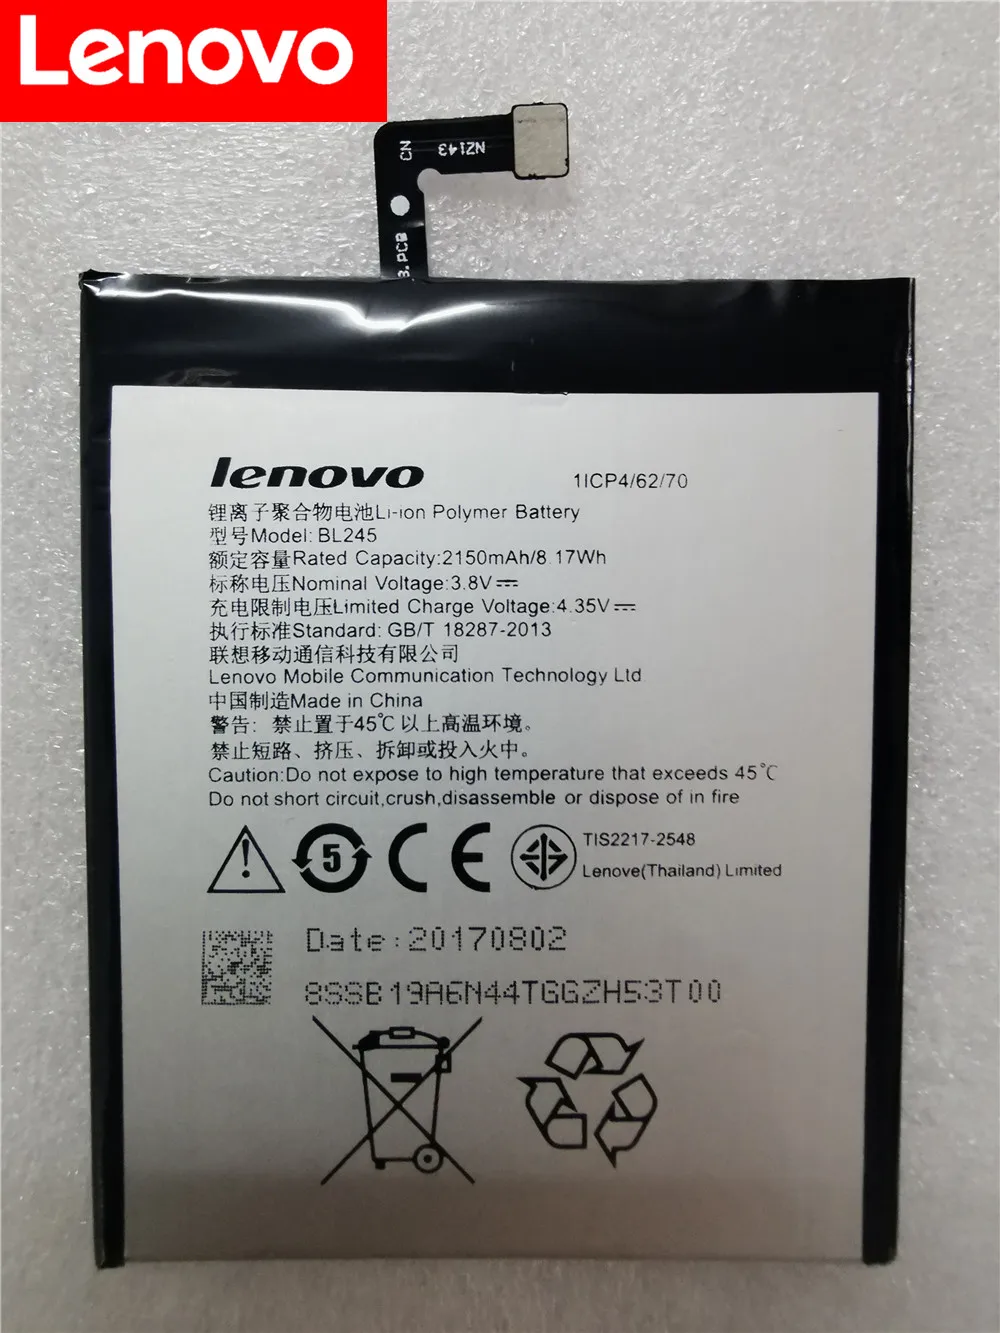 Lenovo
CN
NZ143
3.PCB
lenovo
1ICP4/62/70
锂离子聚合物电池Li-ion Polymer Battery
型号Model: BL245
额定容量Rated Capacity:2150mAh/8.17Wh
标称电压Nominal Voltage:3.8V
充电限制电压Limited Charge Voltage:4.35V
执行标准Standard: GB/T 18287-2013
联想移动通信科技有限公司
Lenovo Mobile Communication Technology Ltd
中国制造Made in China
警告: 禁止置于45℃以上高温环境。
禁止短路、挤压、拆卸或投入火中。
Caution:Do not expose to high temperature that exceeds 45℃
Do not short circuit,crush,disassemble or dispose of in fire
5
CE
TIS2217-2548
Lenove(Thailand) Limited
Date:20170802
8SSB19A6N44TGGZH53T00